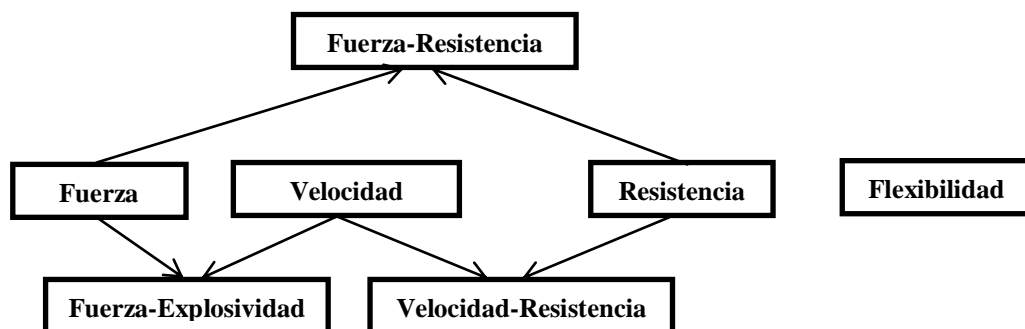 Fuerza-Resistencia
Fuerza
Velocidad
Resistencia
Flexibilidad
Fuerza-Explosividad
Velocidad-Resistencia